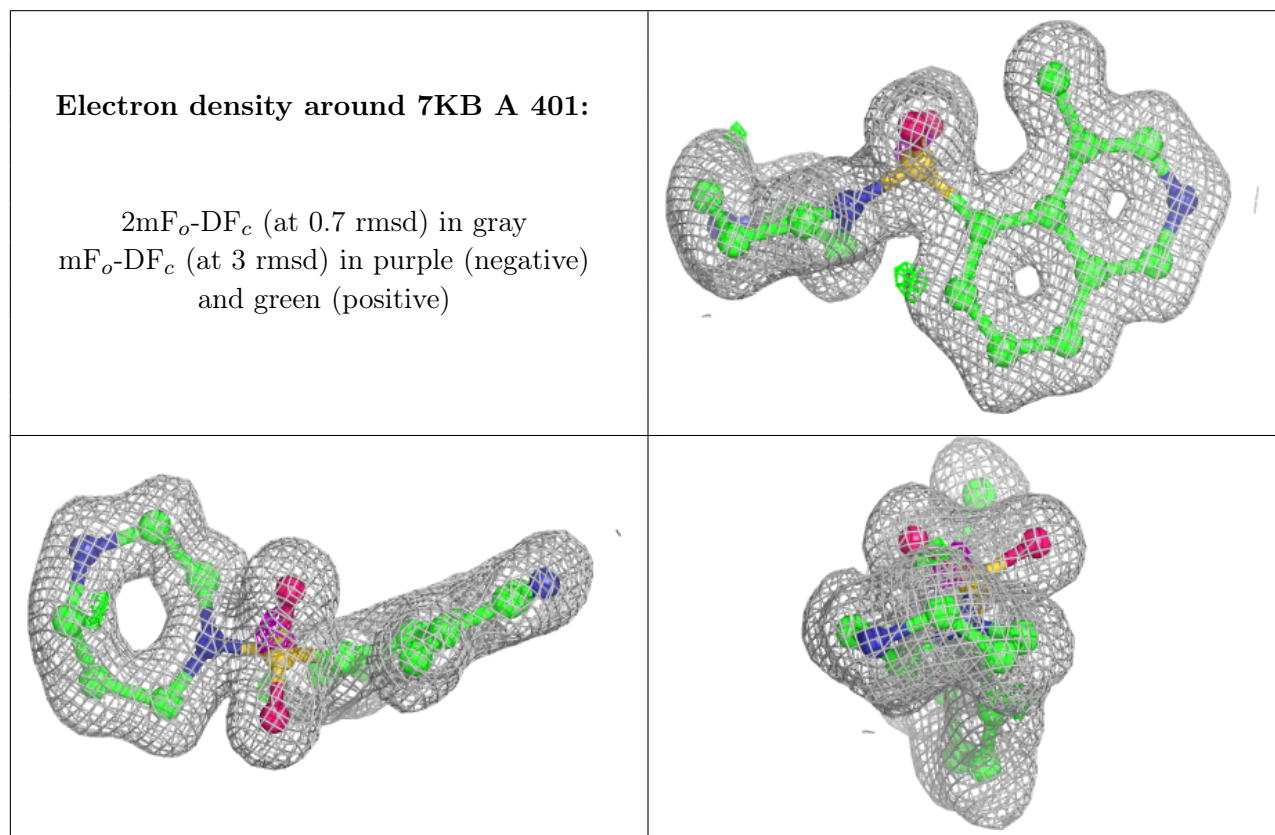 Electron density around 7KB A 401:
2mFo-DFc (at 0.7 rmsd) in gray
mFo-DFc (at 3 rmsd) in purple (negative)
and green (positive)